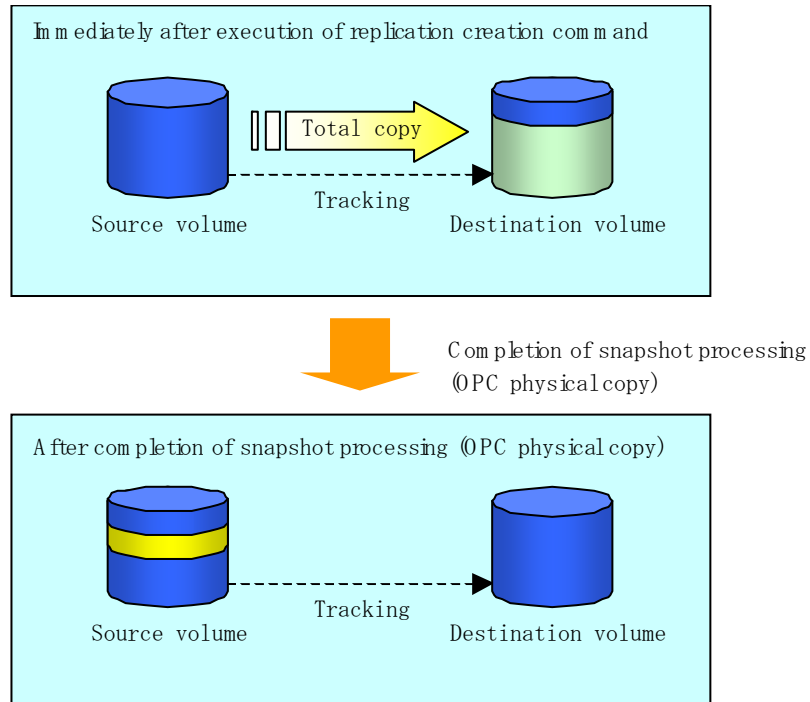 Immediately after execution of replication creation command
Total copy
Tracking
Source volume
Destination volume
Completion of snapshot processing
(OPC physical copy)
After completion of snapshot processing (OPC physical copy)
Tracking
Source volume
Destination volume